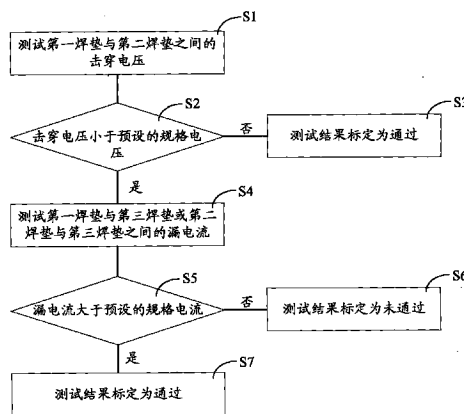 S1
测试第一焊垫与第二焊垫之间的
击穿电压
S2
击穿电压小于预设的规格电
压
否
S3
测试结果标定为通过
是
S4
测试第一焊垫与第三焊垫或第二
焊垫与第三焊垫之间的漏电流
S5
漏电流大于预设的规格电流
否
S6
测试结果标定为未通过
是
S7
测试结果标定为通过